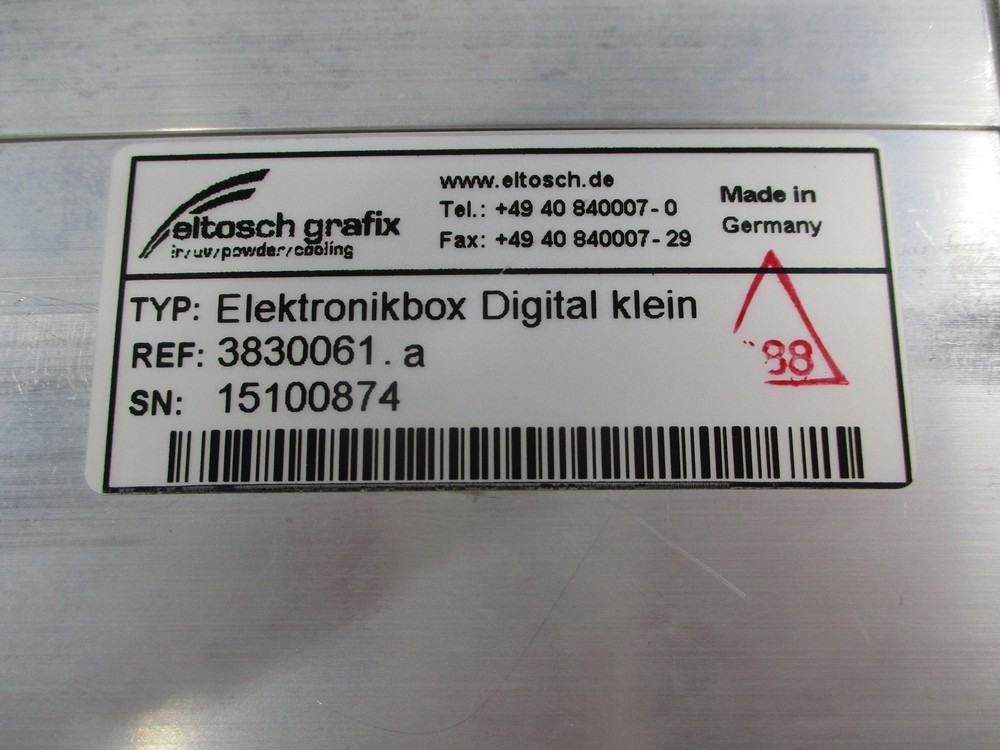 eltosch grafix
ir/uv/powder/cooling
www.eltosch.de
Tel.: +49 40 840007-0
Fax: +49 40 840007-29
Made in
Germany
TYP: Elektronikbox Digital klein
REF: 3830061.a
SN: 15100874
88